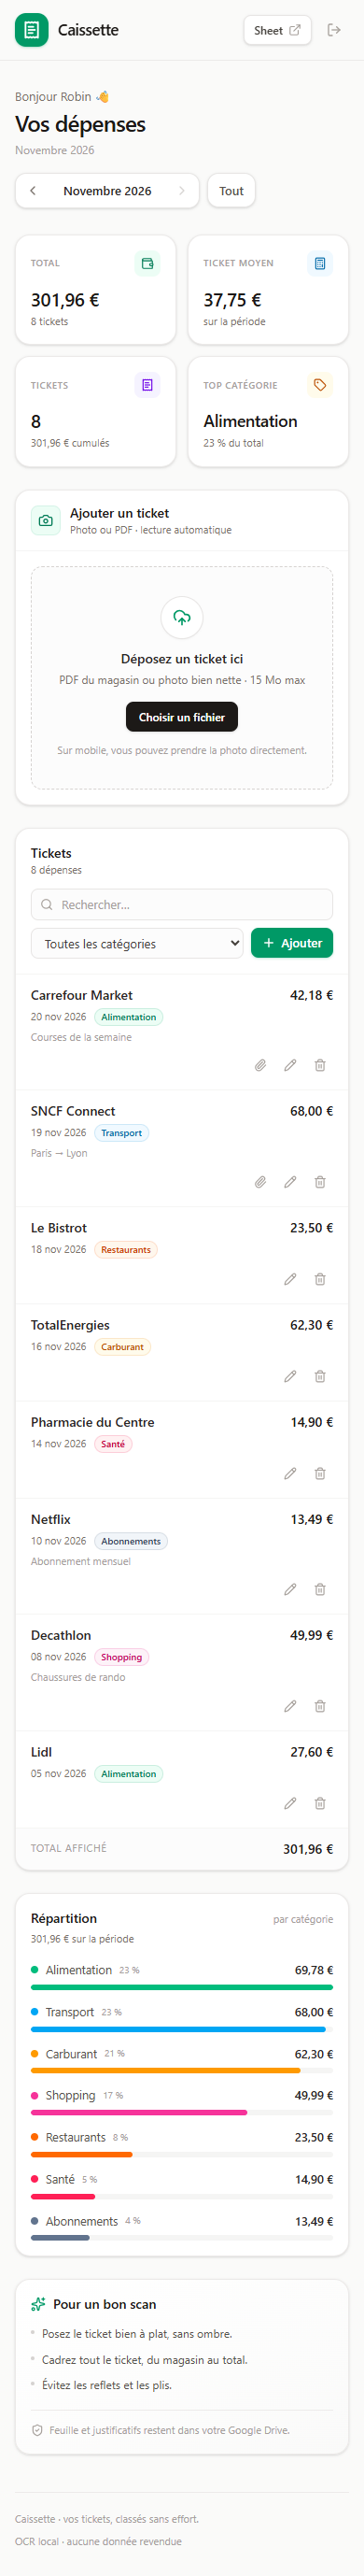 Caissette
Sheet
Bonjour Robin 👋
Vos dépenses
Novembre 2026
Novembre 2026
Tout
TOTAL
301,96 €
8 tickets
TICKET MOYEN
37,75 €
sur la période
TICKETS
8
301,96 € cumulés
TOP CATÉGORIE
Alimentation
23 % du total
Ajouter un ticket
Photo ou PDF · lecture automatique
Déposez un ticket ici
PDF du magasin ou photo bien nette · 15 Mo max
Choisir un fichier
Sur mobile, vous pouvez prendre la photo directement.
Tickets
8 dépenses
Rechercher...
Toutes les catégories
+ Ajouter
Carrefour Market 42,18 €
20 nov 2026 Alimentation
Courses de la semaine
SNCF Connect 68,00 €
19 nov 2026 Transport
Paris → Lyon
Le Bistrot 23,50 €
18 nov 2026 Restaurants
TotalEnergies 62,30 €
16 nov 2026 Carburant
Pharmacie du Centre 14,90 €
14 nov 2026 Santé
Netflix 13,49 €
10 nov 2026 Abonnements
Abonnement mensuel
Decathlon 49,99 €
08 nov 2026 Shopping
Chaussures de rando
Lidl 27,60 €
05 nov 2026 Alimentation
TOTAL AFFICHÉ 301,96 €
Répartition par catégorie
301,96 € sur la période
Alimentation 23 % 69,78 €
Transport 23 % 68,00 €
Carburant 21 % 62,30 €
Shopping 17 % 49,99 €
Restaurants 8 % 23,50 €
Santé 5 % 14,90 €
Abonnements 4 % 13,49 €
Pour un bon scan
Posez le ticket bien à plat, sans ombre.
Cadrez tout le ticket, du magasin au total.
Évitez les reflets et les plis.
Feuille et justificatifs restent dans votre Google Drive.
Caissette · vos tickets, classés sans effort.
OCR local · aucune donnée revendue